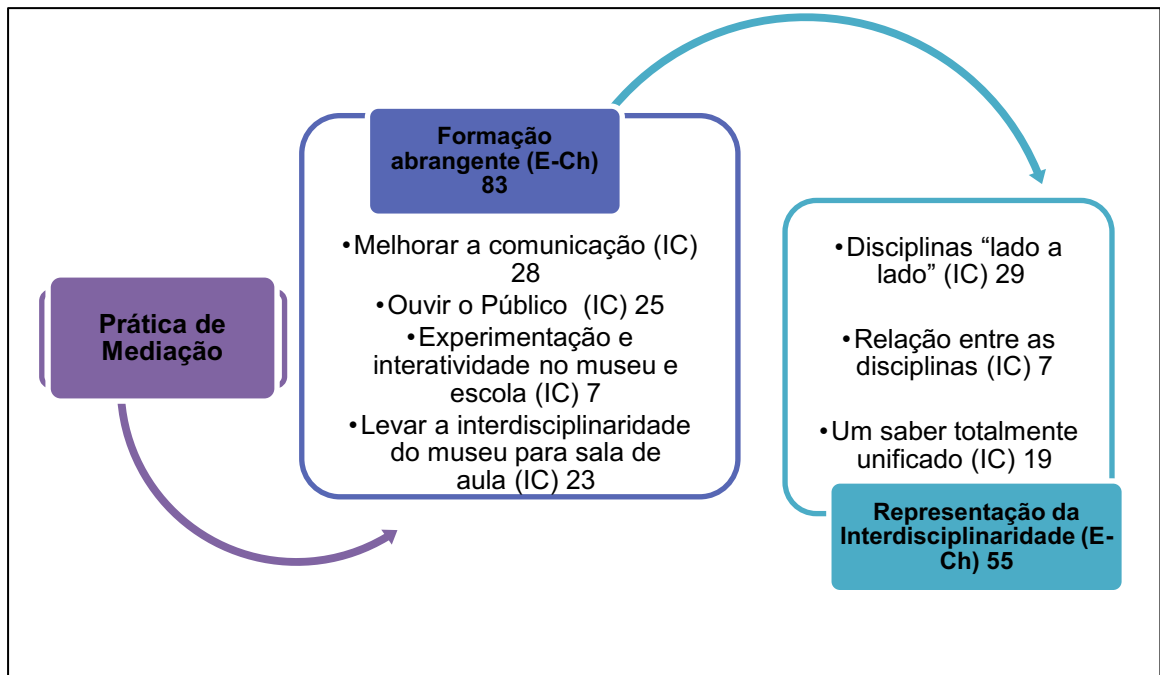 Prática de
Mediação
Formação
abrangente (E-Ch)
83
•Melhorar a comunicação (IC)
28
•Ouvir o Público (IC) 25
•Experimentação e
interatividade no museu e
escola (IC) 7
•Levar a interdisciplinaridade
do museu para sala de
aula (IC) 23
•Disciplinas “lado a
lado” (IC) 29
•Relação entre as
disciplinas (IC) 7
•Um saber totalmente
unificado (IC) 19
Representação da
Interdisciplinaridade (E-
Ch) 55